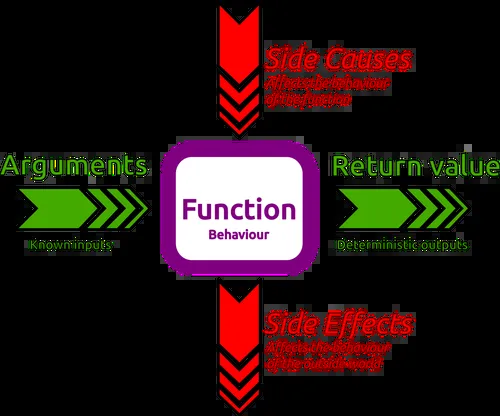 Side Causes
Affects the behaviour
of the function
Arguments
Known inputs
Function
Behaviour
Return value
Deterministic outputs
Side Effects
Affects the behaviour
of the outside world